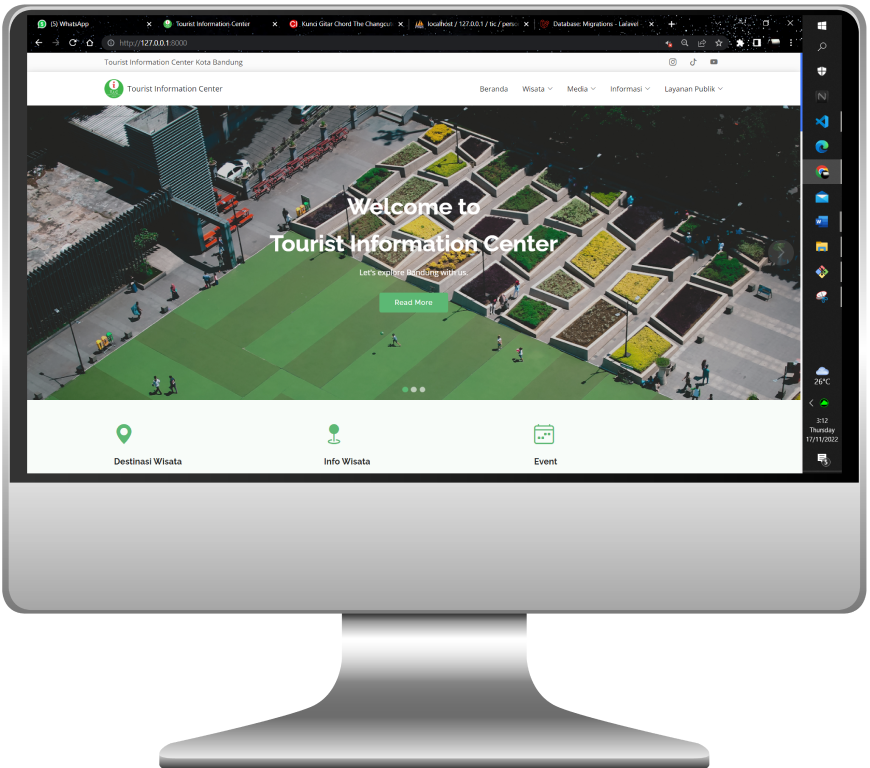 (5) WhatsApp
Tourist Information Center
Kunci Gitar Chord The Changcut
localhost / 127.0.0.1 / tic / perso
Database: Migrations - Laravel
http://127.0.0.1:8000
Tourist Information Center Kota Bandung
Tourist Information Center
Beranda Wisata Media Informasi Layanan Publik
Welcome to
Tourist Information Center
Let's explore Bandung with us.
Read More
Destinasi Wisata
Info Wisata
Event
26°C
3:12
Thursday
17/11/2022